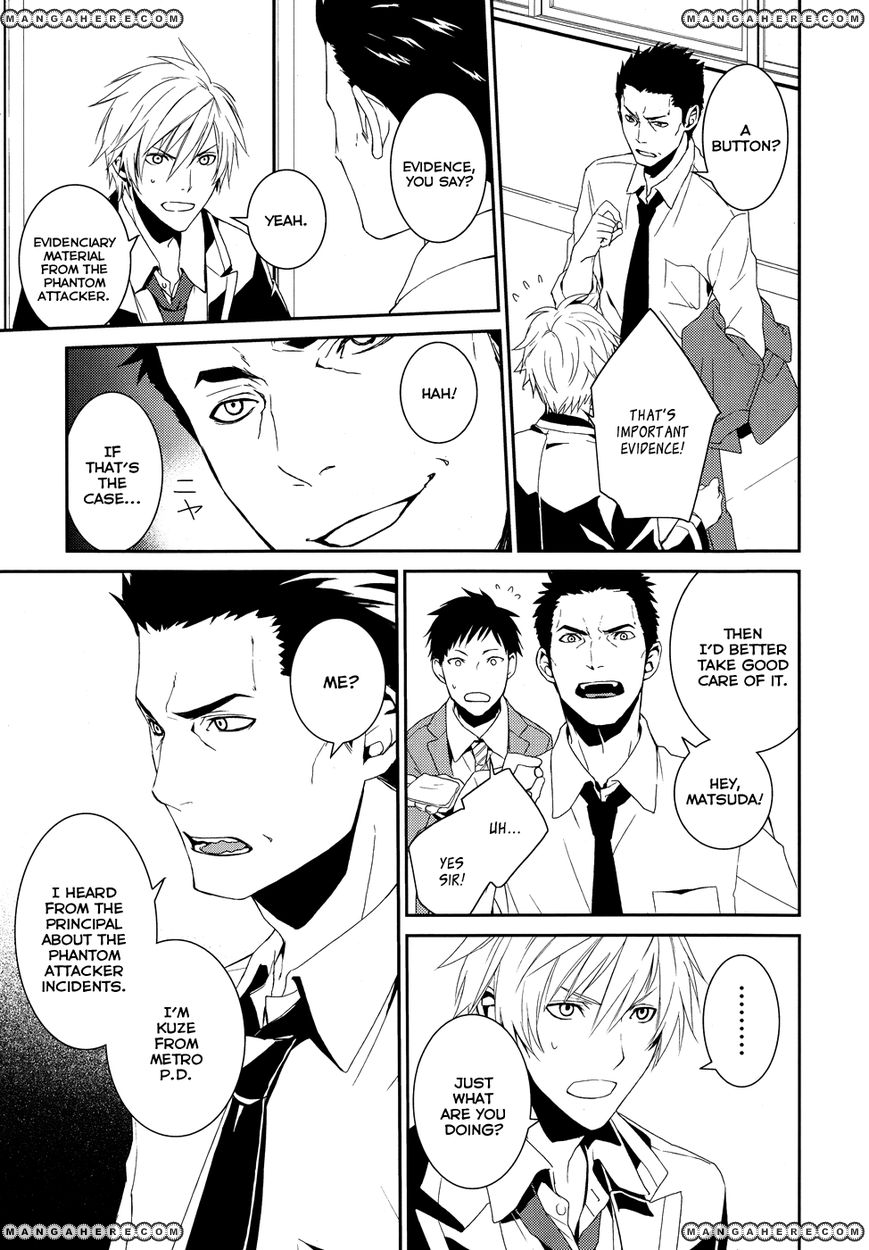 MANGAHERE.COM
MANGAHERE.COM
A
BUTTON?
THAT'S
IMPORTANT
EVIDENCE!
EVIDENCE,
YOU SAY?
YEAH.
EVIDENCIARY
MATERIAL
FROM THE
PHANTOM
ATTACKER.
HAH!
IF
THAT'S
THE
CASE...
ニヤ
THEN
I'D BETTER
TAKE GOOD
CARE OF IT.
HEY,
MATSUDA!
UH...
YES
SIR!
.........
JUST
WHAT
ARE YOU
DOING?
ME?
I HEARD
FROM THE
PRINCIPAL
ABOUT THE
PHANTOM
ATTACKER
INCIDENTS.
I'M
KUZE
FROM
METRO
P.D.
MANGAHERE.COM
MANGAHERE.COM